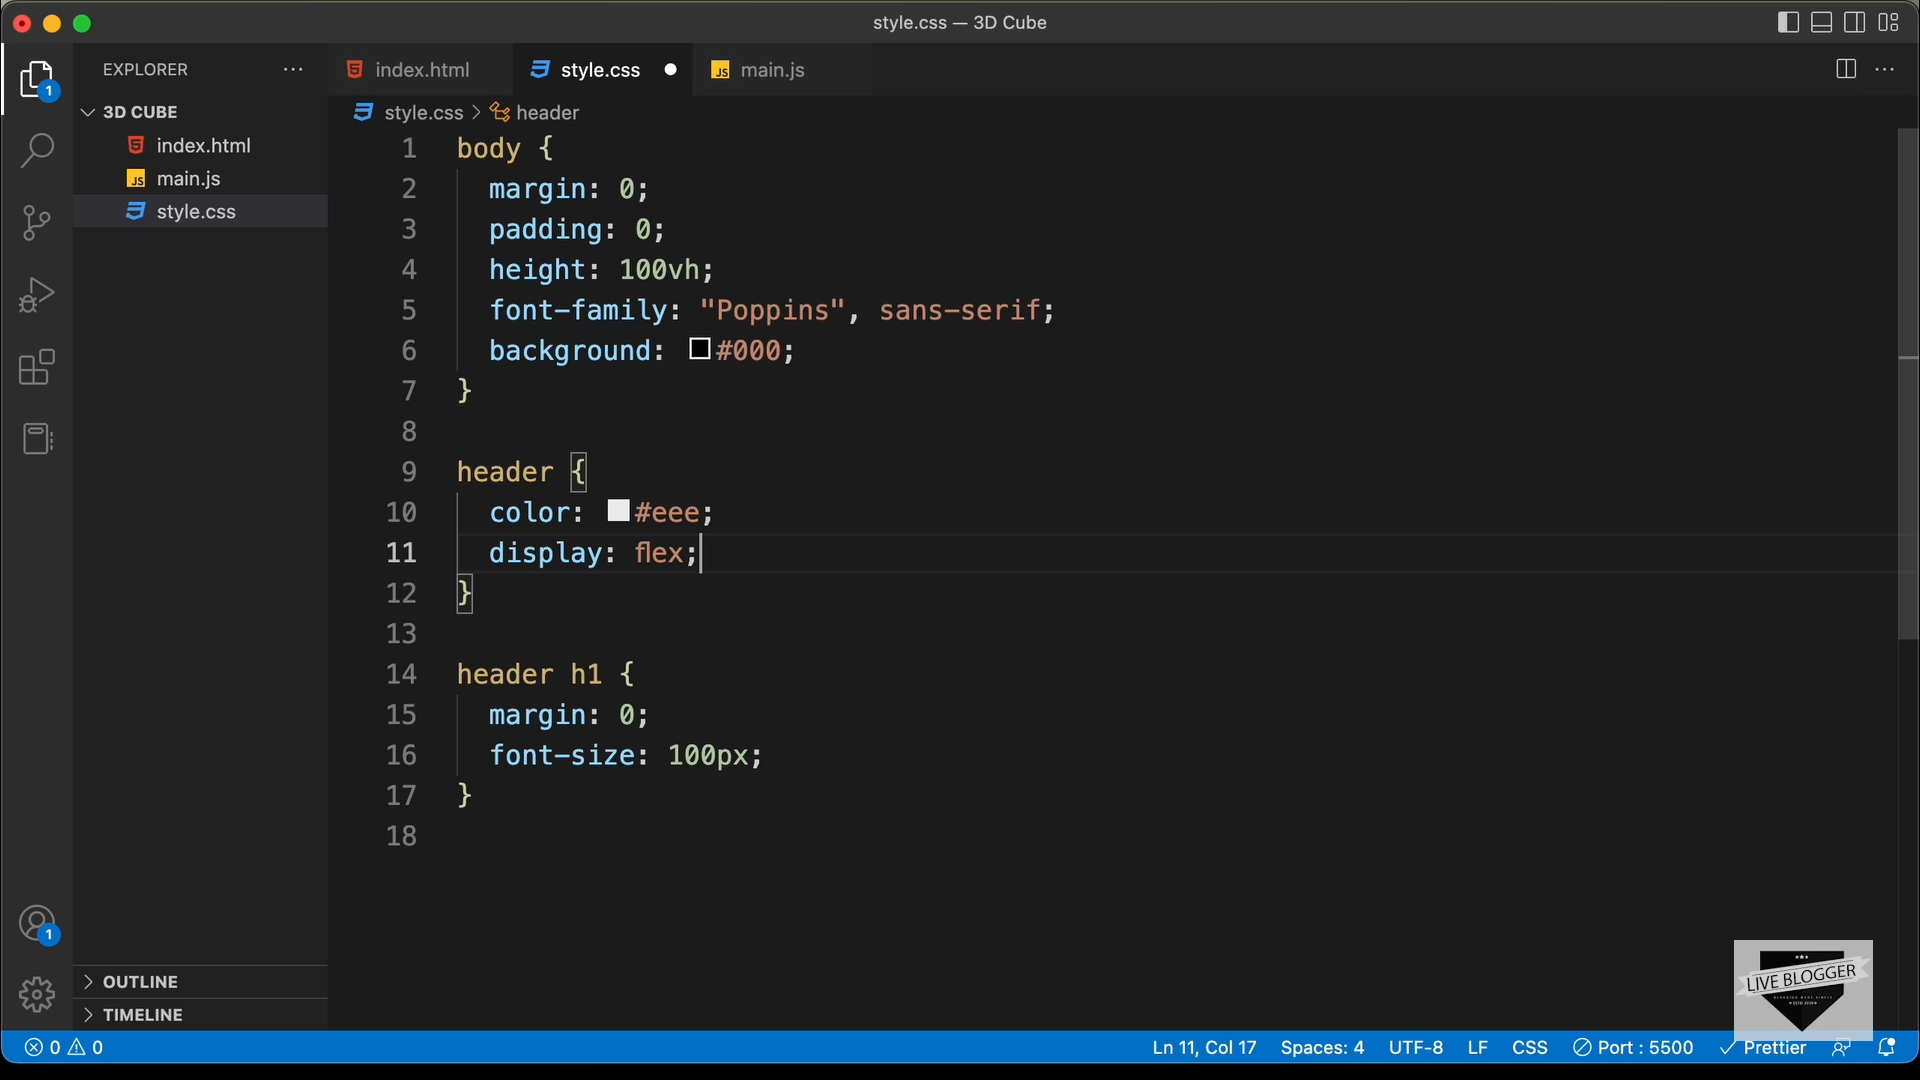 style.css — 3D Cube
EXPLORER
index.html
style.css
main.js
3D CUBE
style.css > header
index.html
main.js
style.css
1 body {
2 margin: 0;
3 padding: 0;
4 height: 100vh;
5 font-family: "Poppins", sans-serif;
6 background: #000;
7 }
8
9 header {
10 color: #eee;
11 display: flex;
12 }
13
14 header h1 {
15 margin: 0;
16 font-size: 100px;
17 }
18
1
1
OUTLINE
TIMELINE
LIVE BLOGGER
0 0
Ln 11, Col 17
Spaces: 4
UTF-8
LF
CSS
Port : 5500
Prettier